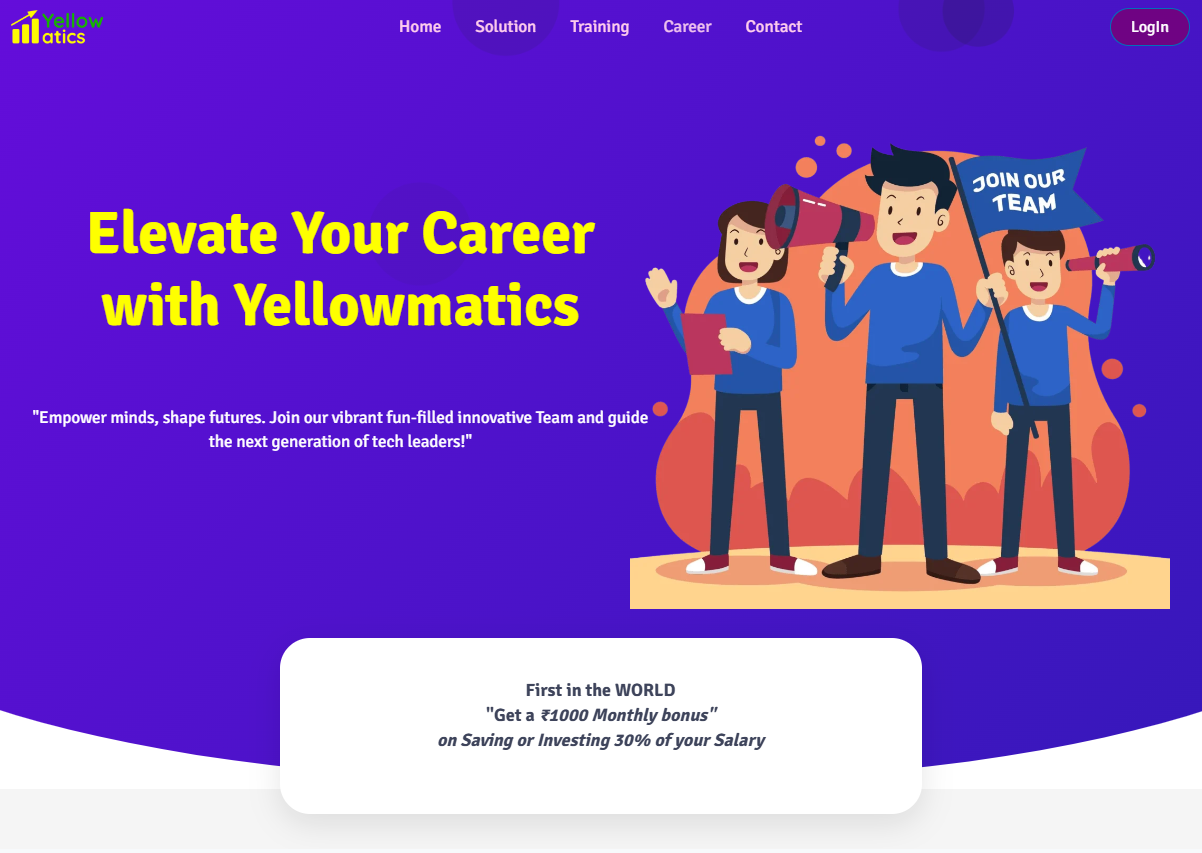 Yellow
atics
Home Solution Training Career Contact
LogIn
JOIN OUR
TEAM
Elevate Your Career
with Yellowmatics
"Empower minds, shape futures. Join our vibrant fun-filled innovative Team and guide
the next generation of tech leaders!"
First in the WORLD
"Get a ₹1000 Monthly bonus"
on Saving or Investing 30% of your Salary